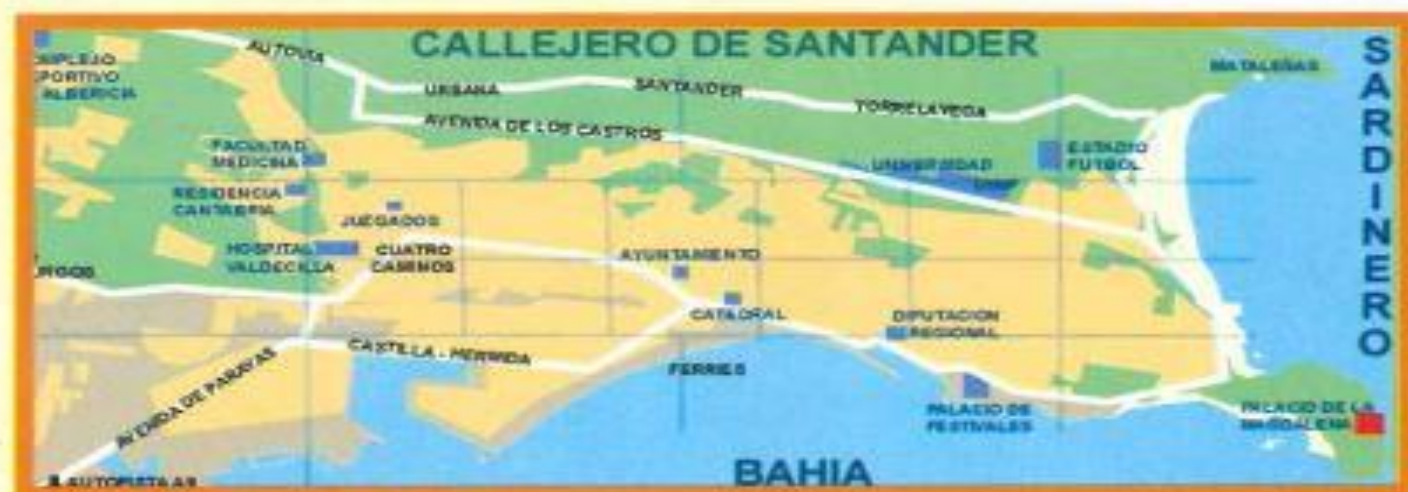 CALLEJERO DE SANTANDER
SARDINERO
AUTOVIA
URBANA
SANTANDER
TORRELAVEGA
MATALEÑAS
AVENIDA DE LOS CASTROS
FACULTAD
MEDICINA
UNIVERSIDAD
ESTADIO
FUTBOL
RESIDENCIA
CANTABRIA
JUZGADOS
HOSPITAL
VALDECILLA
CUATRO
CAMINOS
AYUNTAMIENTO
CATEDRAL
DIPUTACION
REGIONAL
CASTILLA - HERMIDA
FERRIES
AVENIDA DE PARAYAS
PALACIO DE
FESTIVALES
PALACIO DE LA
MAGDALENA
BAHIA